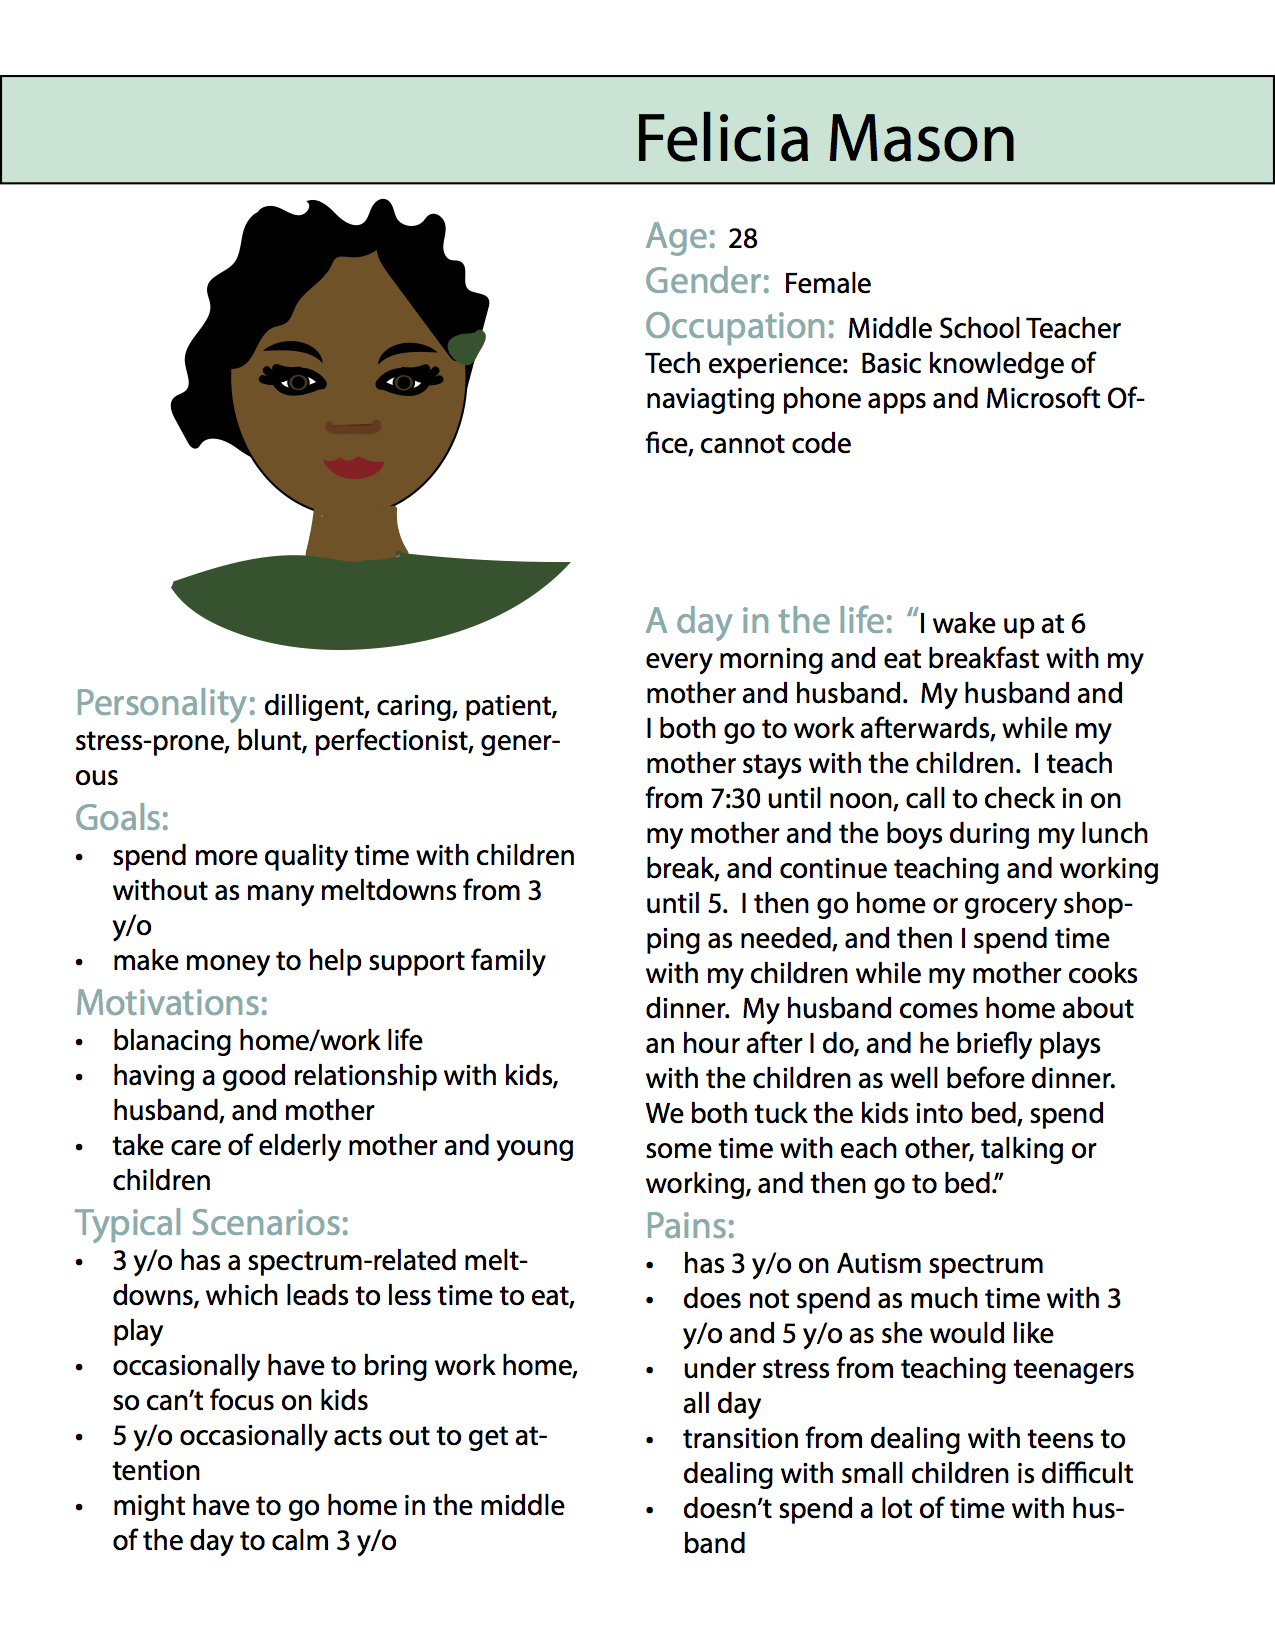 Felicia Mason
Age: 28
Gender: Female
Occupation: Middle School Teacher
Tech experience: Basic knowledge of
naviagting phone apps and Microsoft Of-
fice, cannot code
Personality: dilligent, caring, patient,
stress-prone, blunt, perfectionist, gener-
ous
Goals:
• spend more quality time with children
without as many meltdowns from 3
y/o
• make money to help support family
Motivations:
• blanacing home/work life
• having a good relationship with kids,
husband, and mother
• take care of elderly mother and young
children
Typical Scenarios:
• 3 y/o has a spectrum-related melt-
downs, which leads to less time to eat,
play
• occasionally have to bring work home,
so can’t focus on kids
• 5 y/o occasionally acts out to get at-
tention
• might have to go home in the middle
of the day to calm 3 y/o
A day in the life: “I wake up at 6
every morning and eat breakfast with my
mother and husband. My husband and
I both go to work afterwards, while my
mother stays with the children. I teach
from 7:30 until noon, call to check in on
my mother and the boys during my lunch
break, and continue teaching and working
until 5. I then go home or grocery shop-
ping as needed, and then I spend time
with my children while my mother cooks
dinner. My husband comes home about
an hour after I do, and he briefly plays
with the children as well before dinner.
We both tuck the kids into bed, spend
some time with each other, talking or
working, and then go to bed.”
Pains:
• has 3 y/o on Autism spectrum
• does not spend as much time with 3
y/o and 5 y/o as she would like
• under stress from teaching teenagers
all day
• transition from dealing with teens to
dealing with small children is difficult
• doesn’t spend a lot of time with hus-
band